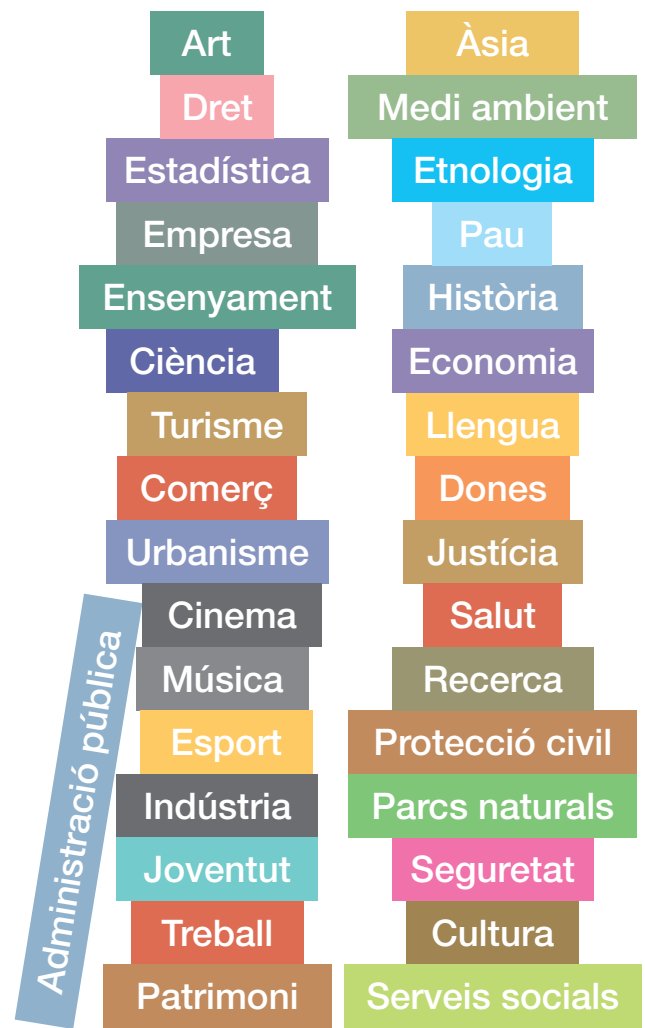 Art
Dret
Estadística
Empresa
Ensenyament
Ciència
Turisme
Comerç
Urbanisme
Cinema
Música
Esport
Indústria
Joventut
Treball
Patrimoni
Administració pública
Àsia
Medi ambient
Etnologia
Pau
Història
Economia
Llengua
Dones
Justícia
Salut
Recerca
Protecció civil
Parcs naturals
Seguretat
Cultura
Serveis socials